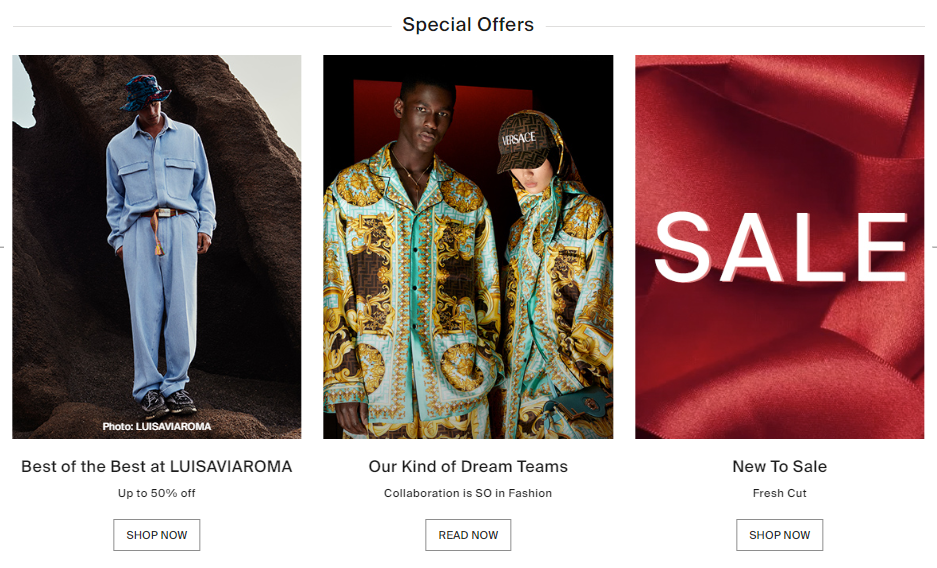 Special Offers
VERSACE
SALE
Photo: LUISAVIAROMA
Best of the Best at LUISAVIAROMA
Up to 50% off
SHOP NOW
Our Kind of Dream Teams
Collaboration is SO in Fashion
READ NOW
New To Sale
Fresh Cut
SHOP NOW